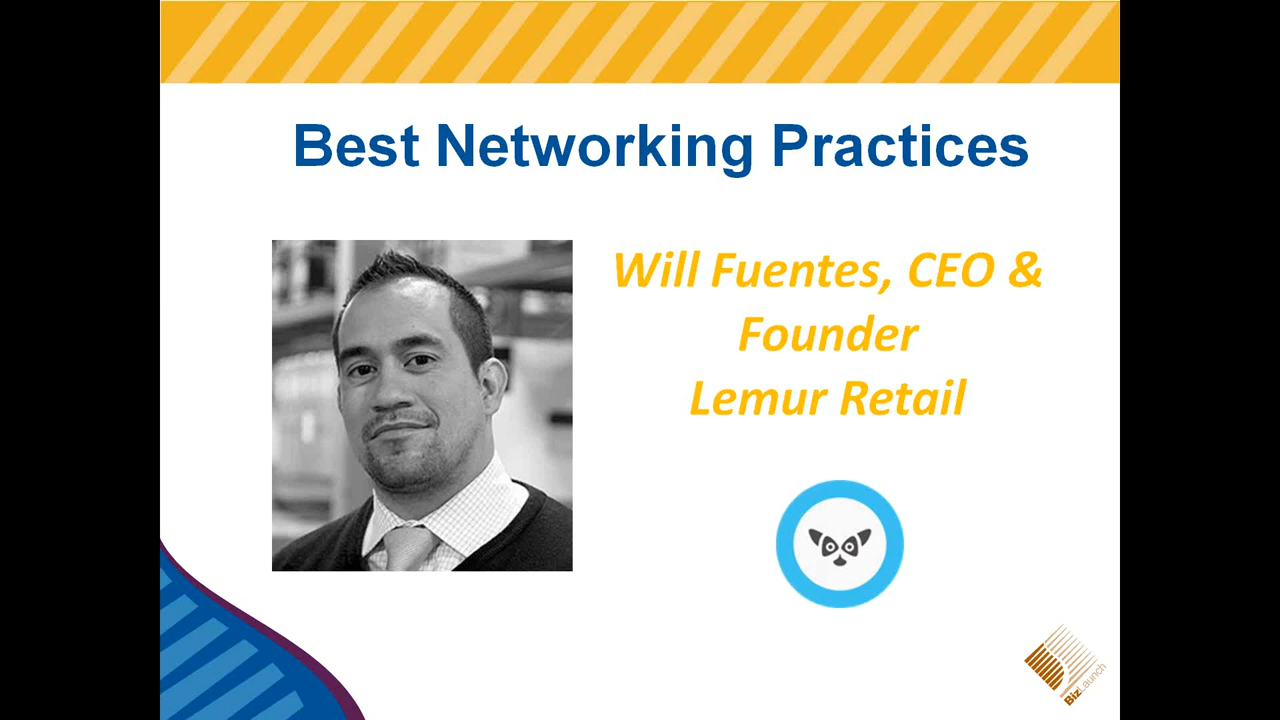 Best Networking Practices
Will Fuentes, CEO &
Founder
Lemur Retail
BizLaunch